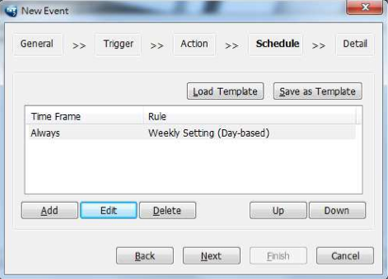 New Event
General >> Trigger >> Action >> Schedule >> Detail
Load Template Save as Template
Time Frame Rule
Always Weekly Setting (Day-based)
Add Edit Delete Up Down
Back Next Finish Cancel